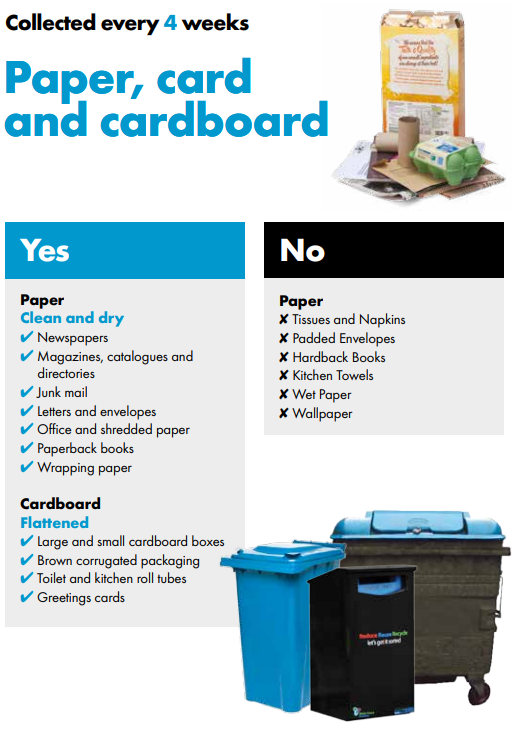 Collected every 4 weeks
Paper, card
and cardboard
Yes
Paper
Clean and dry
✔ Newspapers
✔ Magazines, catalogues and
directories
✔ Junk mail
✔ Letters and envelopes
✔ Office and shredded paper
✔ Paperback books
✔ Wrapping paper
Cardboard
Flattened
✔ Large and small cardboard boxes
✔ Brown corrugated packaging
✔ Toilet and kitchen roll tubes
✔ Greetings cards
No
Paper
✘ Tissues and Napkins
✘ Padded Envelopes
✘ Hardback Books
✘ Kitchen Towels
✘ Wet Paper
✘ Wallpaper
Reduce Reuse Recycle
let's get it sorted